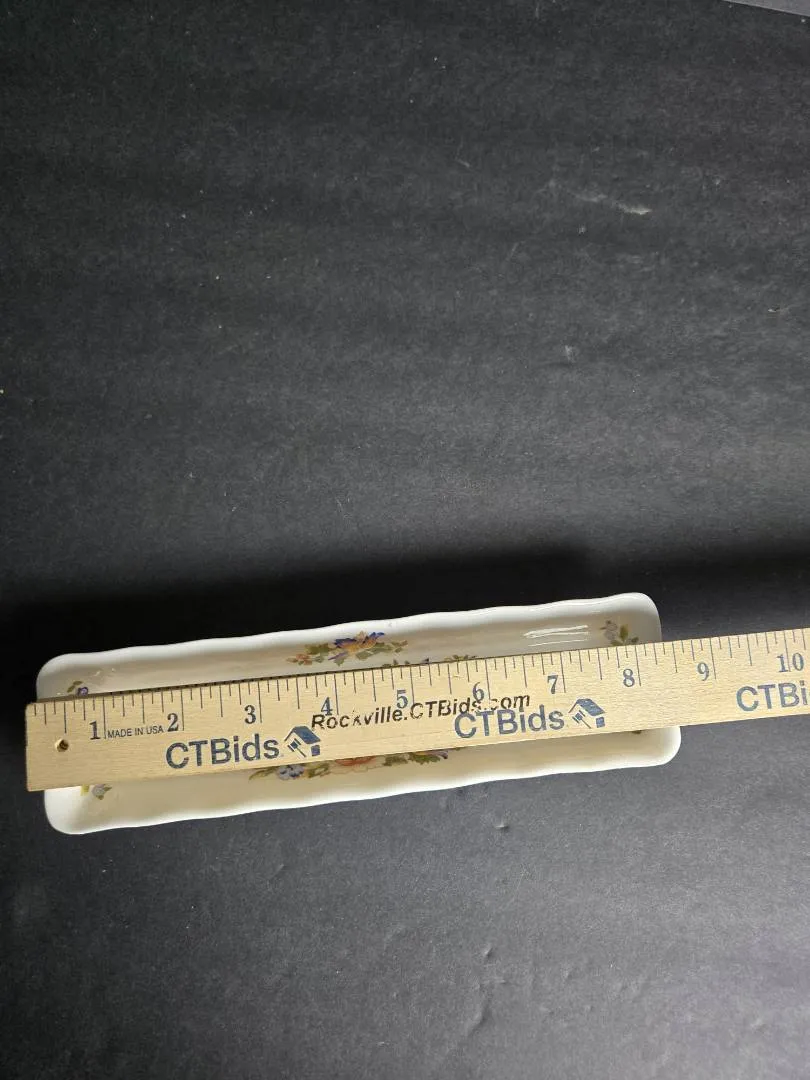 1 2 3 4 5 6 7 8 9 10
MADE IN USA
Rockville.CTBids.com
CTBids CTBids CTBi